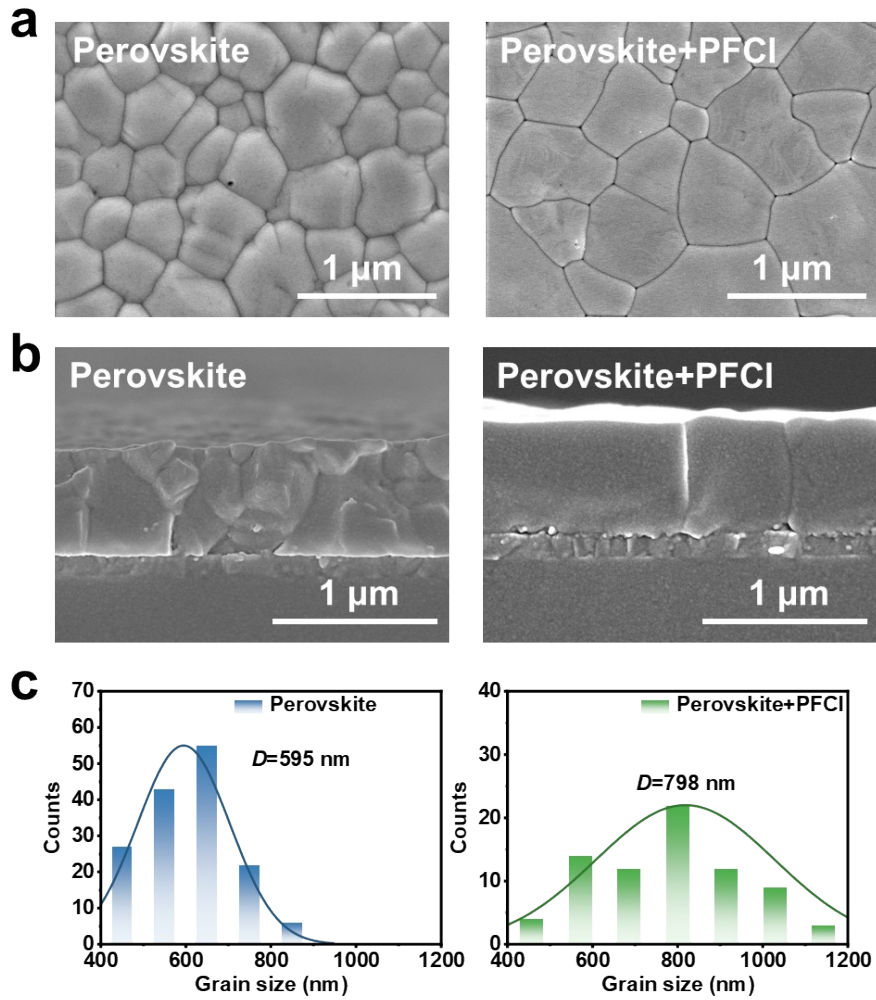 a
Perovskite
Perovskite+PFCl
1 µm
1 µm
b
Perovskite
Perovskite+PFCl
1 µm
1 µm
c
70
60
50
40
30
20
10
0
Counts
Perovskite
D=595 nm
400
600
800
1000
1200
Grain size (nm)
40
30
20
10
0
Counts
Perovskite+PFCl
D=798 nm
400
600
800
1000
1200
Grain size (nm)